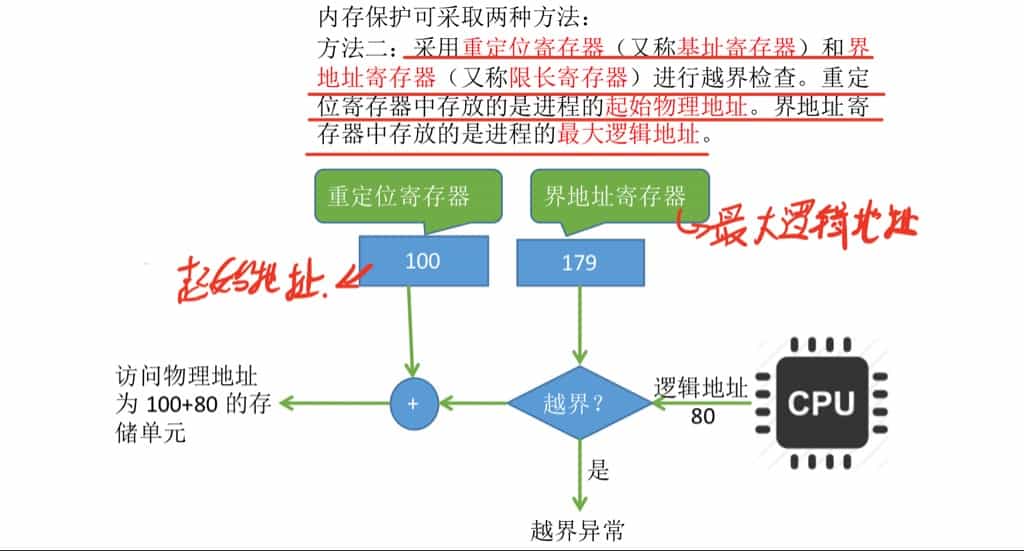 内存保护可采取两种方法：
方法二：采用重定位寄存器（又称基址寄存器）和界
地址寄存器（又称限长寄存器）进行越界检查。重定
位寄存器中存放的是进程的起始物理地址。界地址寄
存器中存放的是进程的最大逻辑地址。
重定位寄存器
界地址寄存器
最大逻辑地址
100
179
起始地址.
访问物理地址
为 100+80 的存
储单元
+
越界？
逻辑地址
80
CPU
是
越界异常